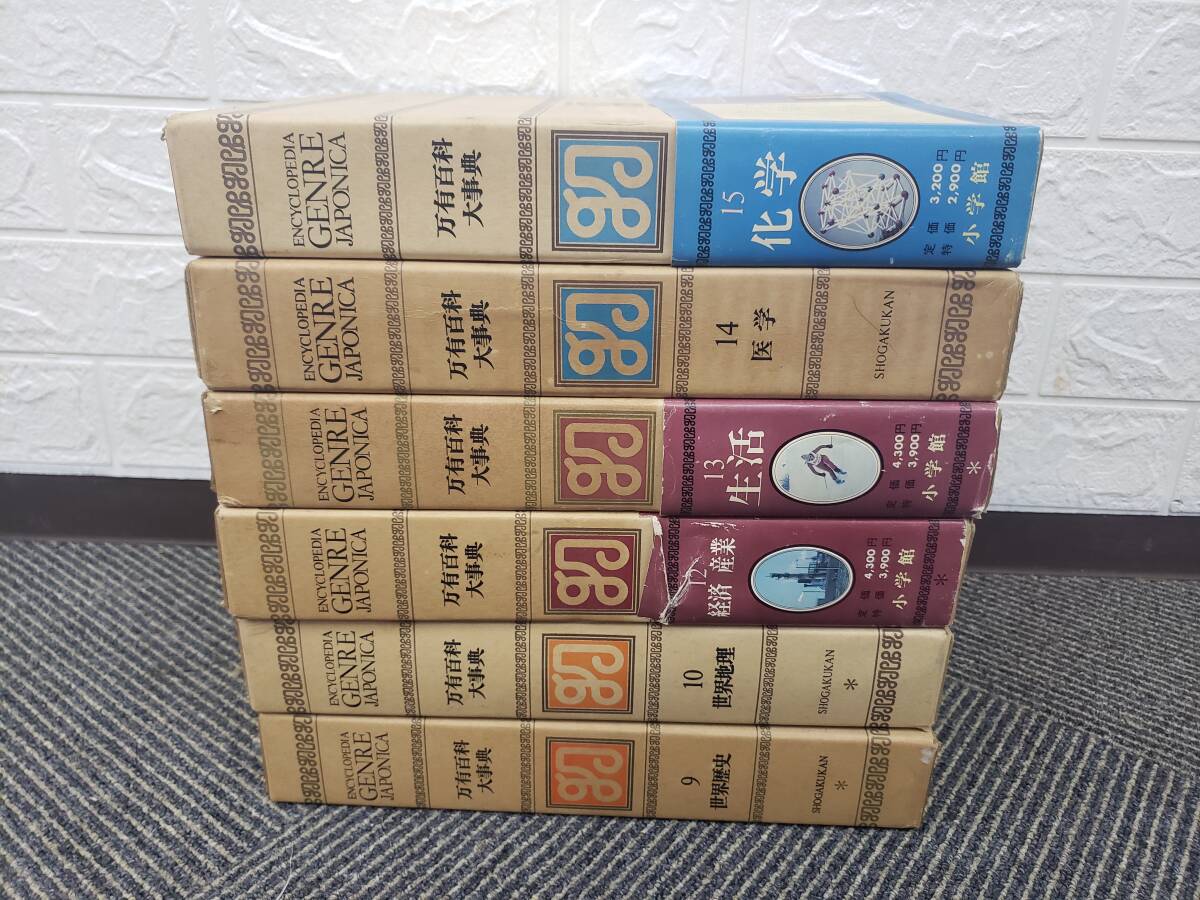 ENCYCLOPEDIA
GENRE
JAPONICA
万有百科
大事典
15
化学
定価 3,200円
特価 2,900円
小学館
ENCYCLOPEDIA
GENRE
JAPONICA
万有百科
大事典
14
医学
SHOGAKUKAN
ENCYCLOPEDIA
GENRE
JAPONICA
万有百科
大事典
13
生活
定価 4,300円
特価 3,900円
小学館
*
ENCYCLOPEDIA
GENRE
JAPONICA
万有百科
大事典
12
経済 産業
定価 4,300円
特価 3,900円
小学館
*
ENCYCLOPEDIA
GENRE
JAPONICA
万有百科
大事典
10
世界地理
SHOGAKUKAN
*
ENCYCLOPEDIA
GENRE
JAPONICA
万有百科
大事典
9
世界歴史
SHOGAKUKAN
*